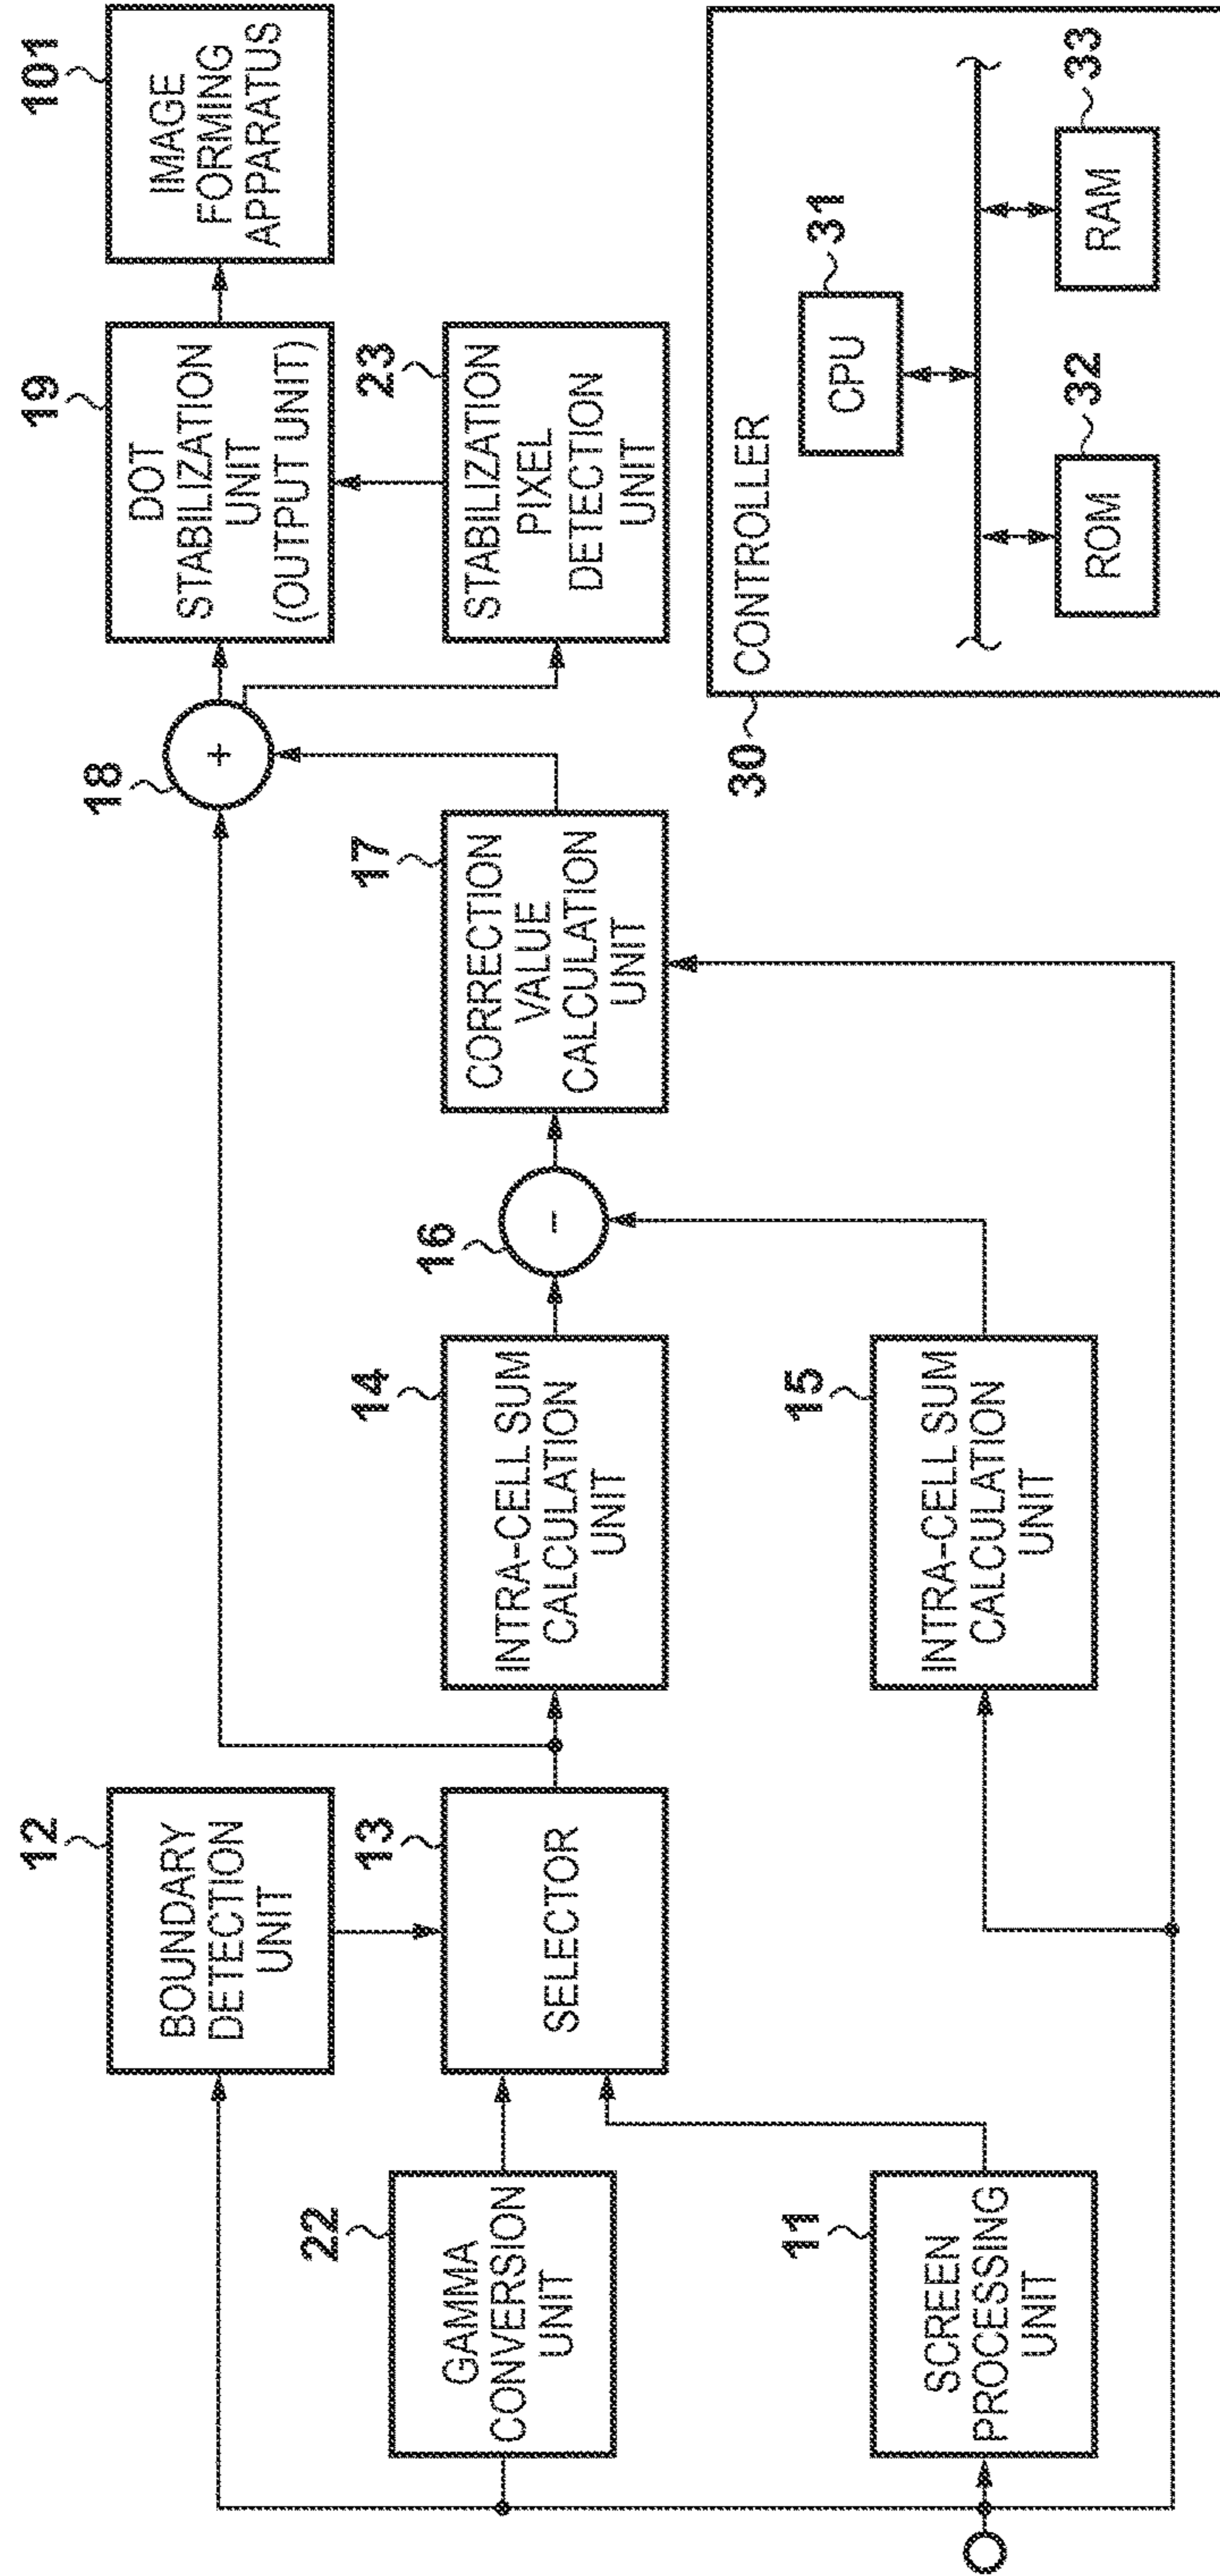 12
BOUNDARY
DETECTION
UNIT
22
GAMMA
CONVERSION
UNIT
13
SELECTOR
11
SCREEN
PROCESSING
UNIT
14
INTRA-CELL SUM
CALCULATION
UNIT
15
INTRA-CELL SUM
CALCULATION
UNIT
16
-
17
CORRECTION
VALUE
CALCULATION
UNIT
18
+
19
DOT
STABILIZATION
UNIT
(OUTPUT UNIT)
23
STABILIZATION
PIXEL
DETECTION
UNIT
101
IMAGE
FORMING
APPARATUS
30
CONTROLLER
31
CPU
32
ROM
33
RAM